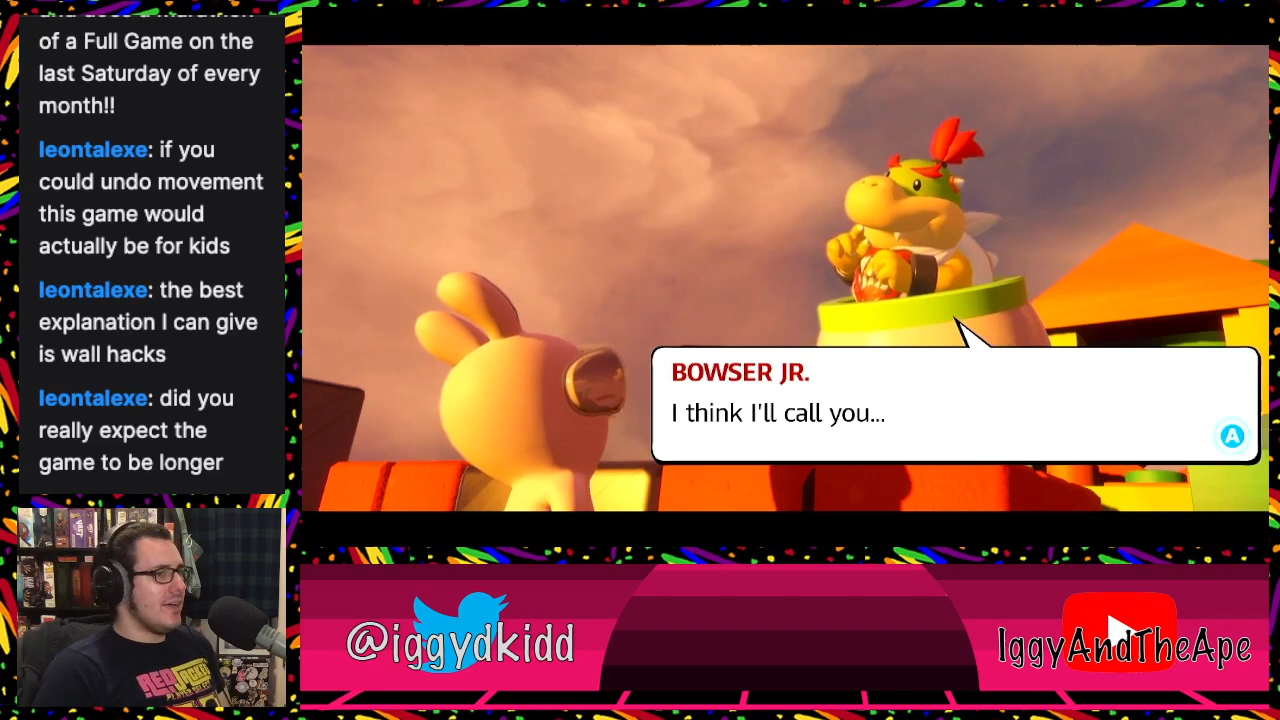 of a Full Game on the
last Saturday of every
month!!
leontalexe: if you
could undo movement
this game would
actually be for kids
leontalexe: the best
explanation I can give
is wall hacks
leontalexe: did you
really expect the
game to be longer
BOWSER JR.
I think I'll call you...
A
@iggydkidd
IggyAndTheApe